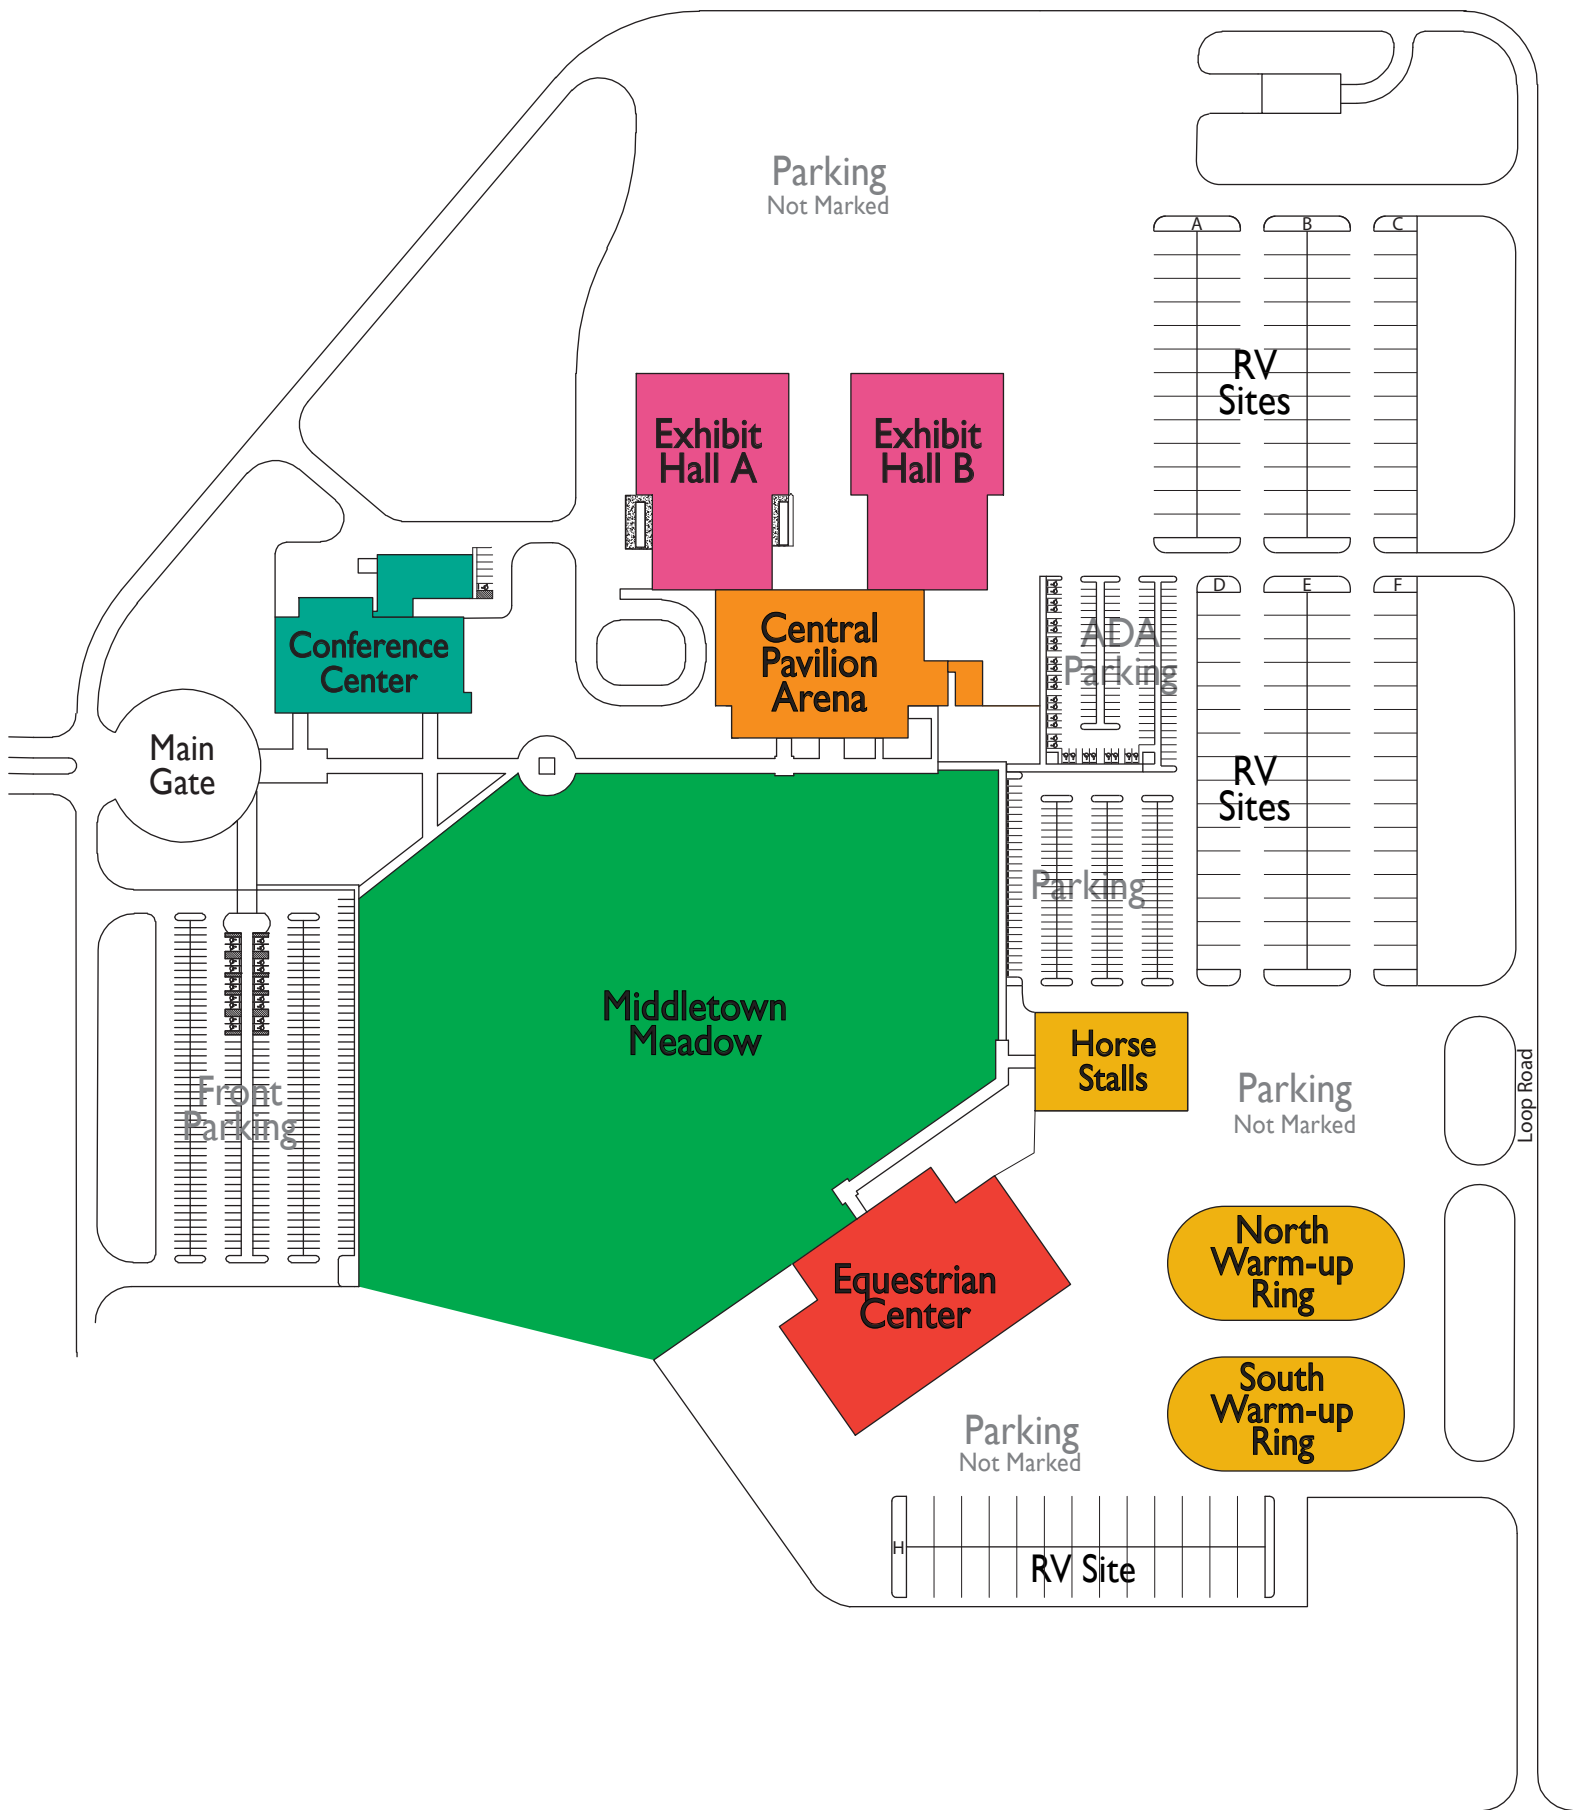 Parking
Not Marked
A
B
C
RV
Sites
Exhibit
Hall A
Exhibit
Hall B
D
E
F
Central
Pavilion
Arena
ADA
Parking
Conference
Center
Main
Gate
RV
Sites
Parking
Middletown
Meadow
Horse
Stalls
Front
Parking
Parking
Not Marked
Loop Road
North
Warm-up
Ring
Equestrian
Center
South
Warm-up
Ring
Parking
Not Marked
H
RV Site